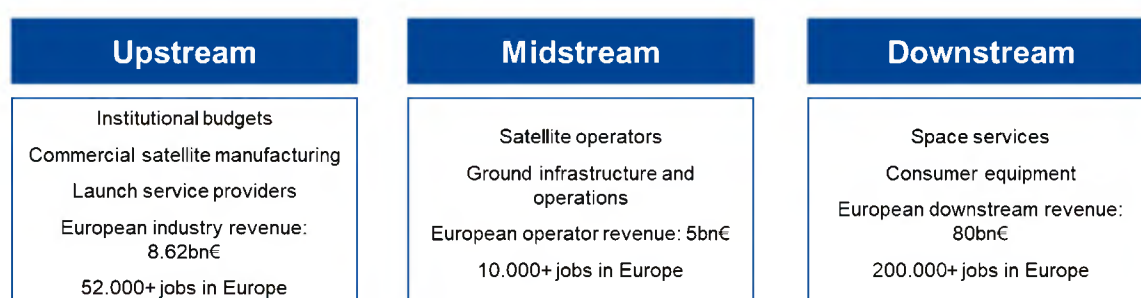 Upstream
Institutional budgets
Commercial satellite manufacturing
Launch service providers
European industry revenue:
8.62bn€
52.000+ jobs in Europe
Midstream
Satellite operators
Ground infrastructure and
operations
European operator revenue: 5bn€
10.000+ jobs in Europe
Downstream
Space services
Consumer equipment
European downstream revenue:
80bn€
200.000+ jobs in Europe